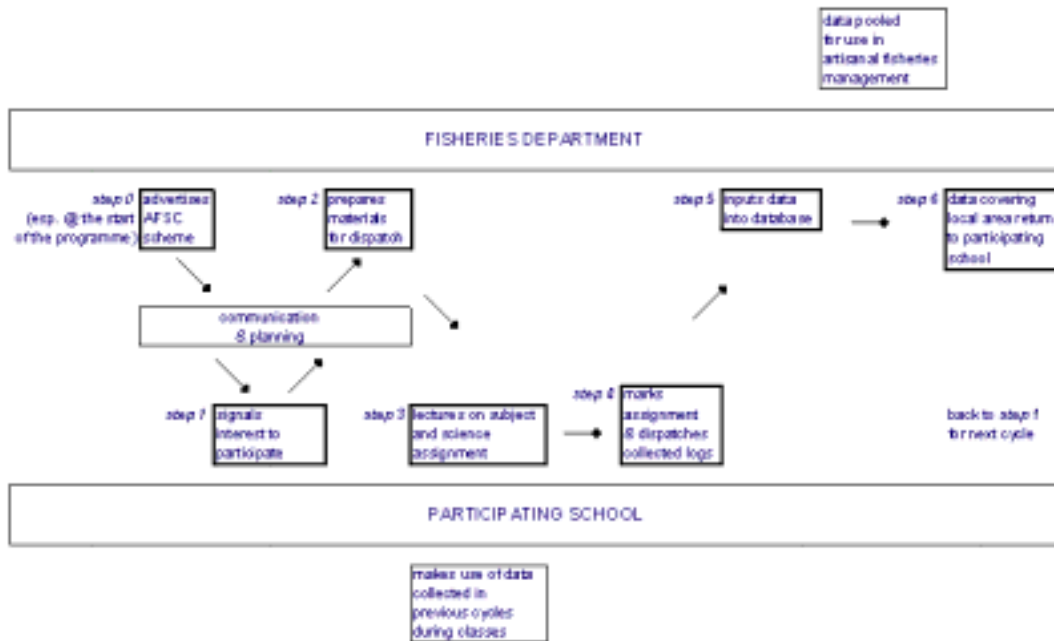 data pooled
for use in
artisanal fisheries
management
FISHERIES DEPARTMENT
step 0
(esp. @ the start
of the programme)
advertises
AFSC
scheme
step 2
prepares
materials
for dispatch
step 5
inputs data
into database
step 6
data covering
local area return
to participating
school
communication
& planning
step 1
signals
interest to
participate
step 3
lectures on subject
and science
assignment
step 4
marks
assignment
& dispatches
collected logs
back to step 1
for next cycle
PARTICIPATING SCHOOL
makes use of data
collected in
previous cycles
during classes